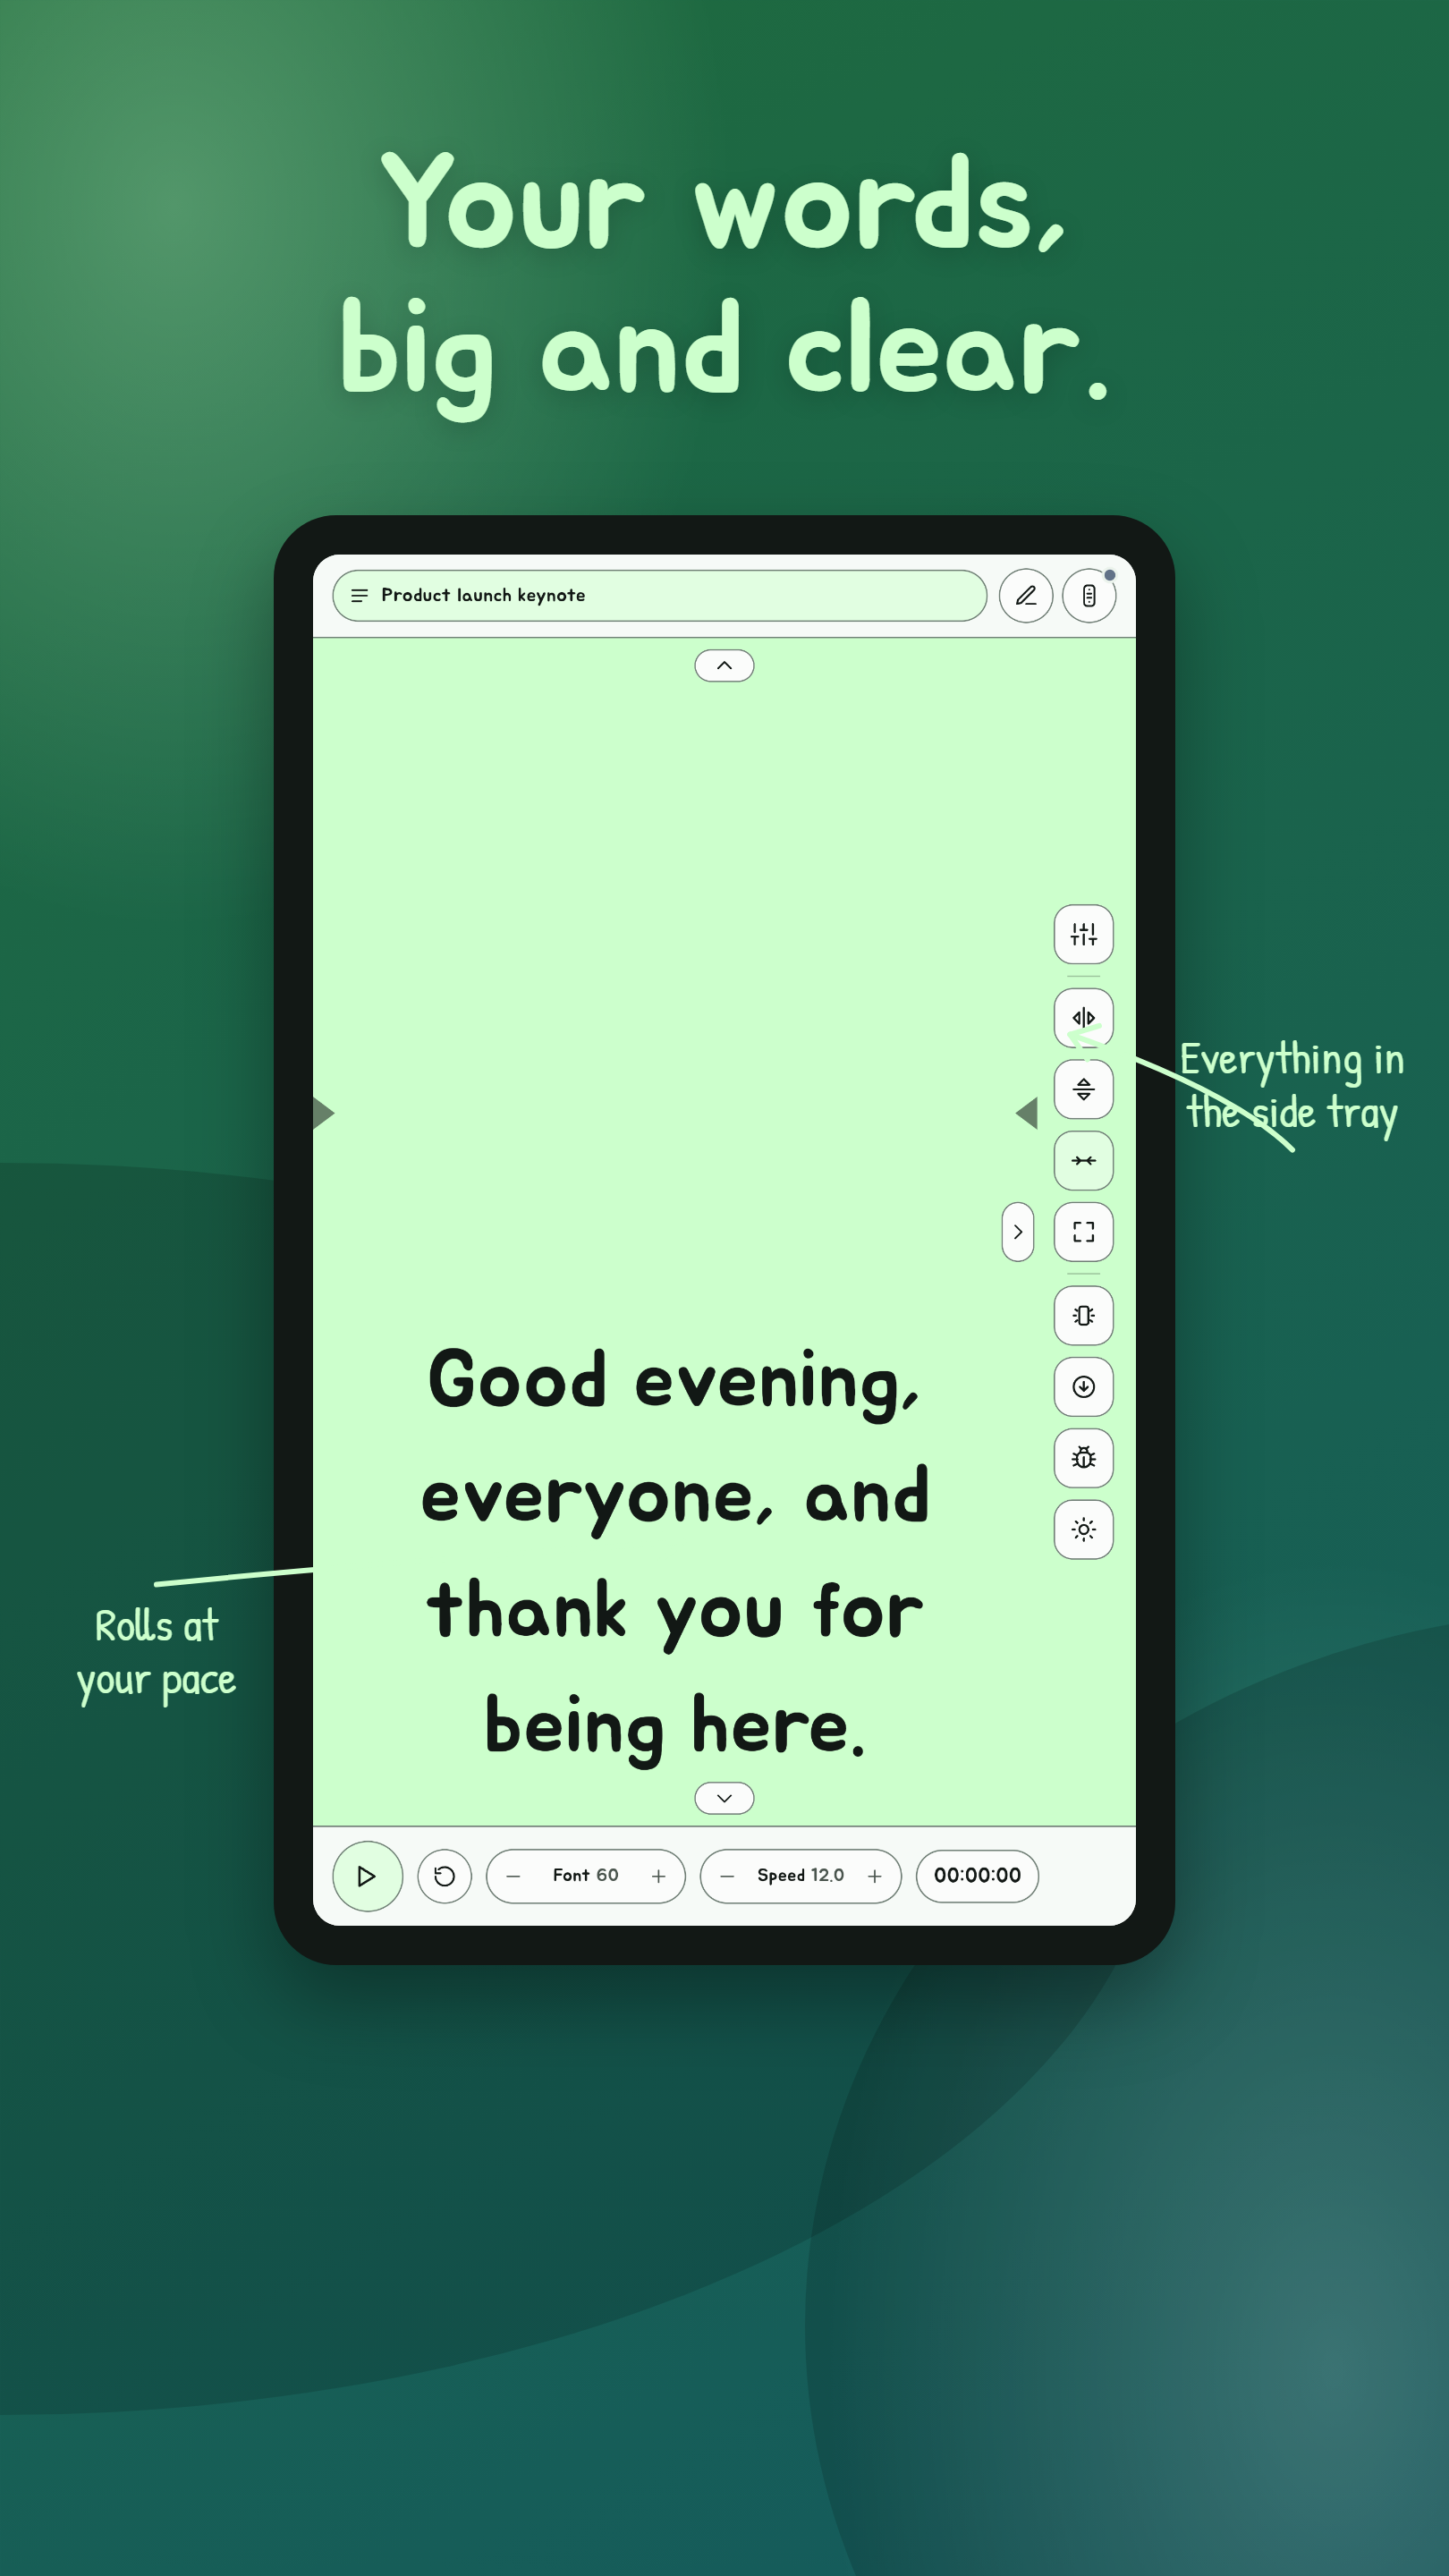 Your words,
big and clear.
Product launch keynote
Everything in
the side tray
Good evening,
everyone, and
thank you for
being here.
Rolls at
your pace
Font 60
Speed 12.0
00:00:00